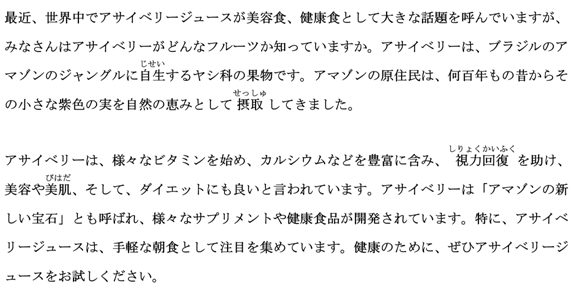 最近、世界中でアサイベリージュースが美容食、健康食として大きな話題を呼んでいますが、
みなさんはアサイベリーがどんなフルーツか知っていますか。アサイベリーは、ブラジルのア
じせい
マゾンのジャングルに自生するヤシ科の果物です。アマゾンの原住民は、何百年もの昔からそ
せっしゅ
の小さな紫色の実を自然の恵みとして摂取してきました。
しりょくかいふく
アサイベリーは、様々なビタミンを始め、カルシウムなどを豊富に含み、視力回復を助け、
びはだ
美容や美肌、そして、ダイエットにも良いと言われています。アサイベリーは「アマゾンの新
しい宝石」とも呼ばれ、様々なサプリメントや健康食品が開発されています。特に、アサイベ
リージュースは、手軽な朝食として注目を集めています。健康のために、ぜひアサイベリージ
ュースをお試しください。